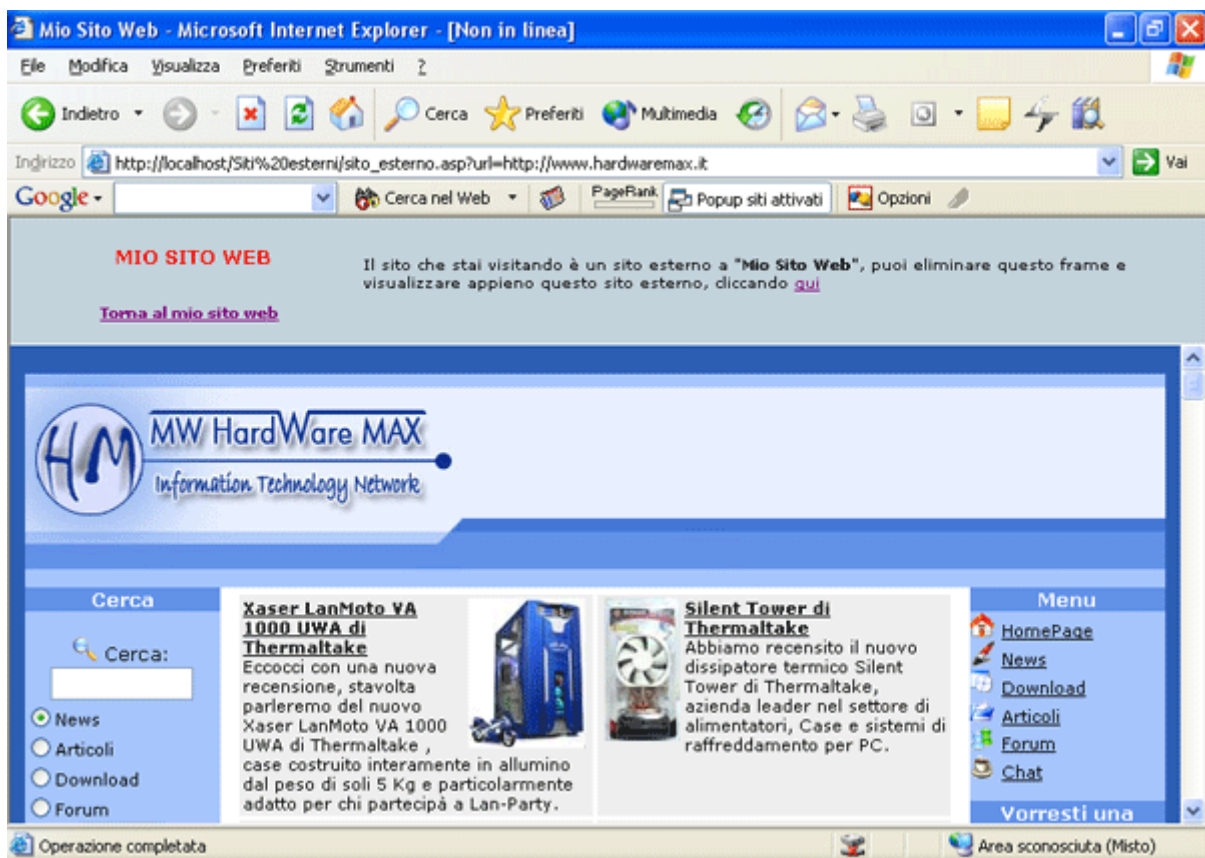 Mio Sito Web - Microsoft Internet Explorer - [Non in linea]
File Modifica Visualizza Preferiti Strumenti ?
Indietro Cerca Preferiti Multimedia
Indirizzo http://localhost/Siti%20esterni/sito_esterno.asp?url=http://www.hardwaremax.it Vai
Google Cerca nel Web PageRank Popup siti attivati Opzioni
MIO SITO WEB
Torna al mio sito web
Il sito che stai visitando è un sito esterno a "Mio Sito Web", puoi eliminare questo frame e
visualizzare appieno questo sito esterno, cliccando qui
HM
MW HardWare MAX
Information Technology Network
Cerca
Cerca:
News
Articoli
Download
Forum
Xaser LanMoto VA
1000 UWA di
Thermaltake
Eccocci con una nuova
recensione, stavolta
parleremo del nuovo
Xaser LanMoto VA 1000
UWA di Thermaltake ,
case costruito interamente in allumino
dal peso di soli 5 Kg e particolarmente
adatto per chi partecipà a Lan-Party.
Silent Tower di
Thermaltake
Abbiamo recensito il nuovo
dissipatore termico Silent
Tower di Thermaltake,
azienda leader nel settore di
alimentatori, Case e sistemi di
raffreddamento per PC.
Menu
HomePage
News
Download
Articoli
Forum
Chat
Vorresti una
Operazione completata
Area sconosciuta (Misto)